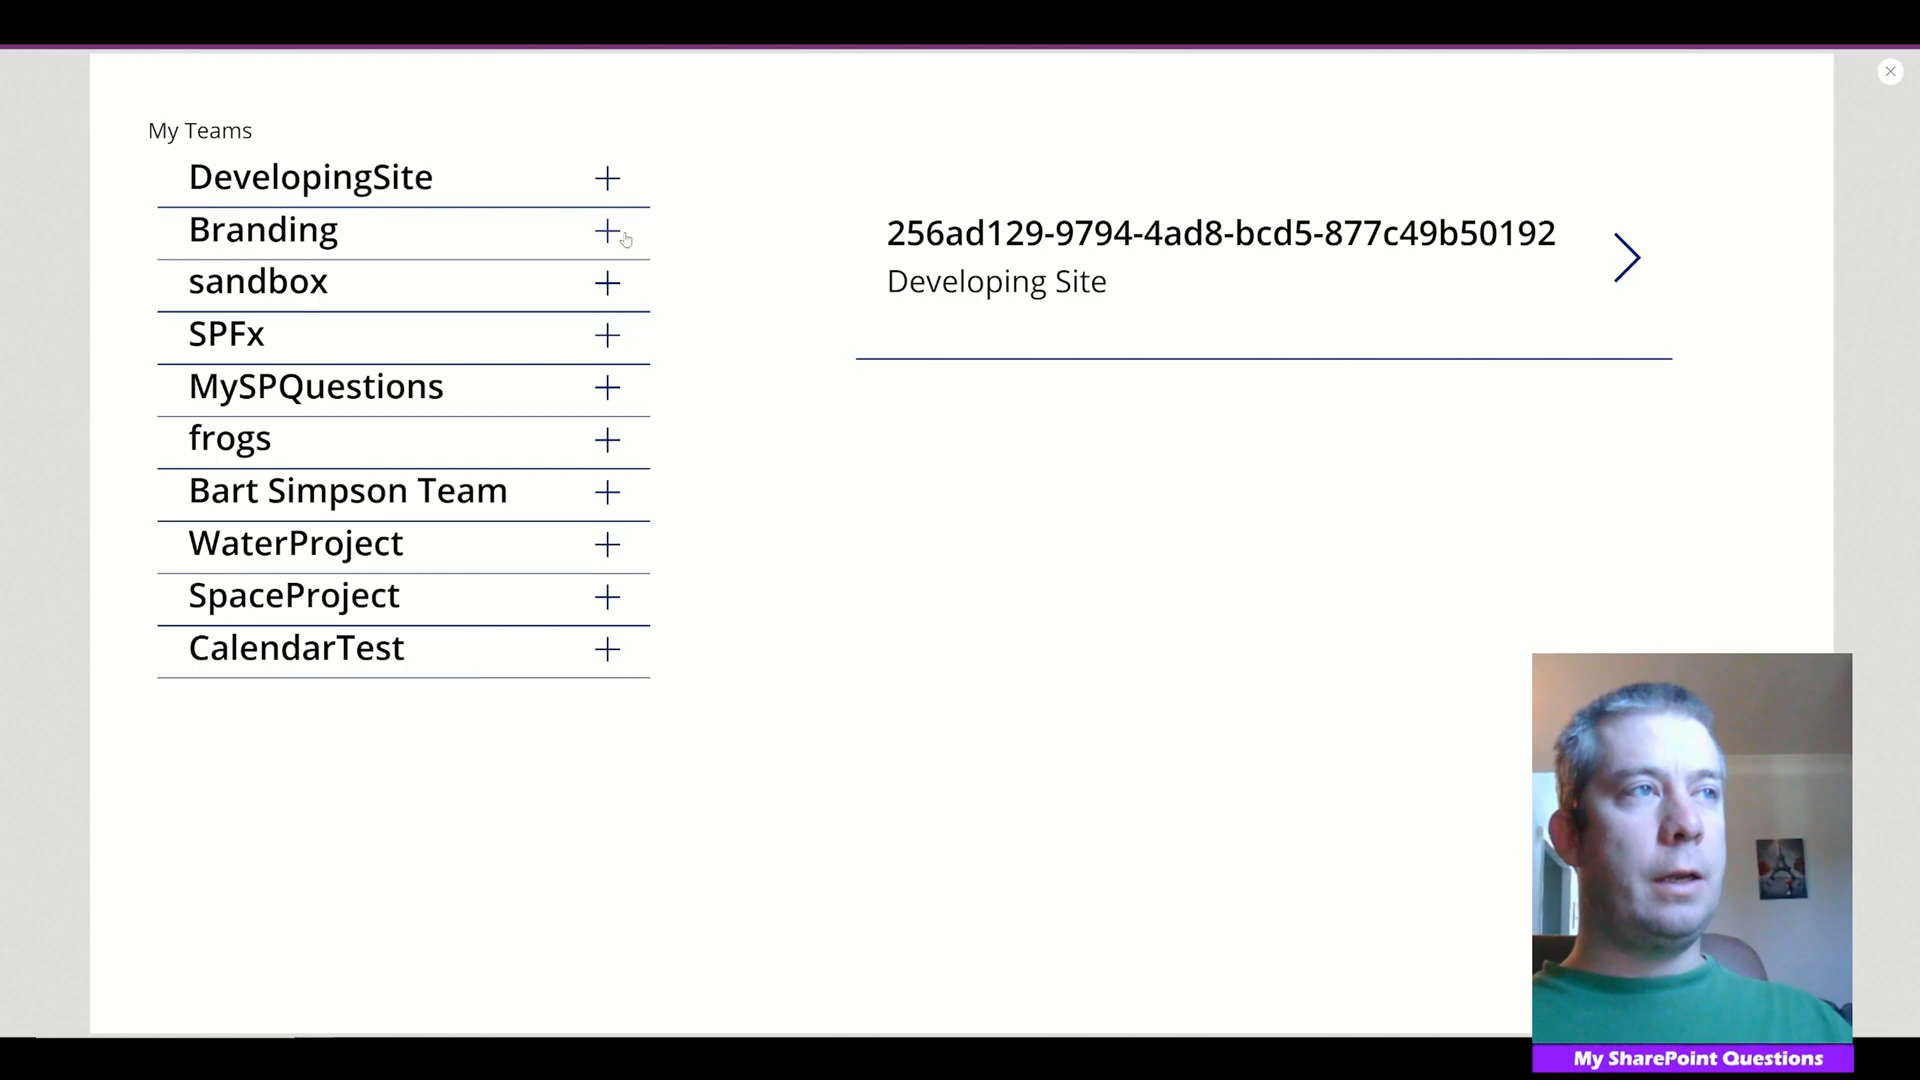 My Teams
DevelopingSite
Branding
sandbox
SPFx
MySPQuestions
frogs
Bart Simpson Team
WaterProject
SpaceProject
CalendarTest
256ad129-9794-4ad8-bcd5-877c49b50192
Developing Site
My SharePoint Questions